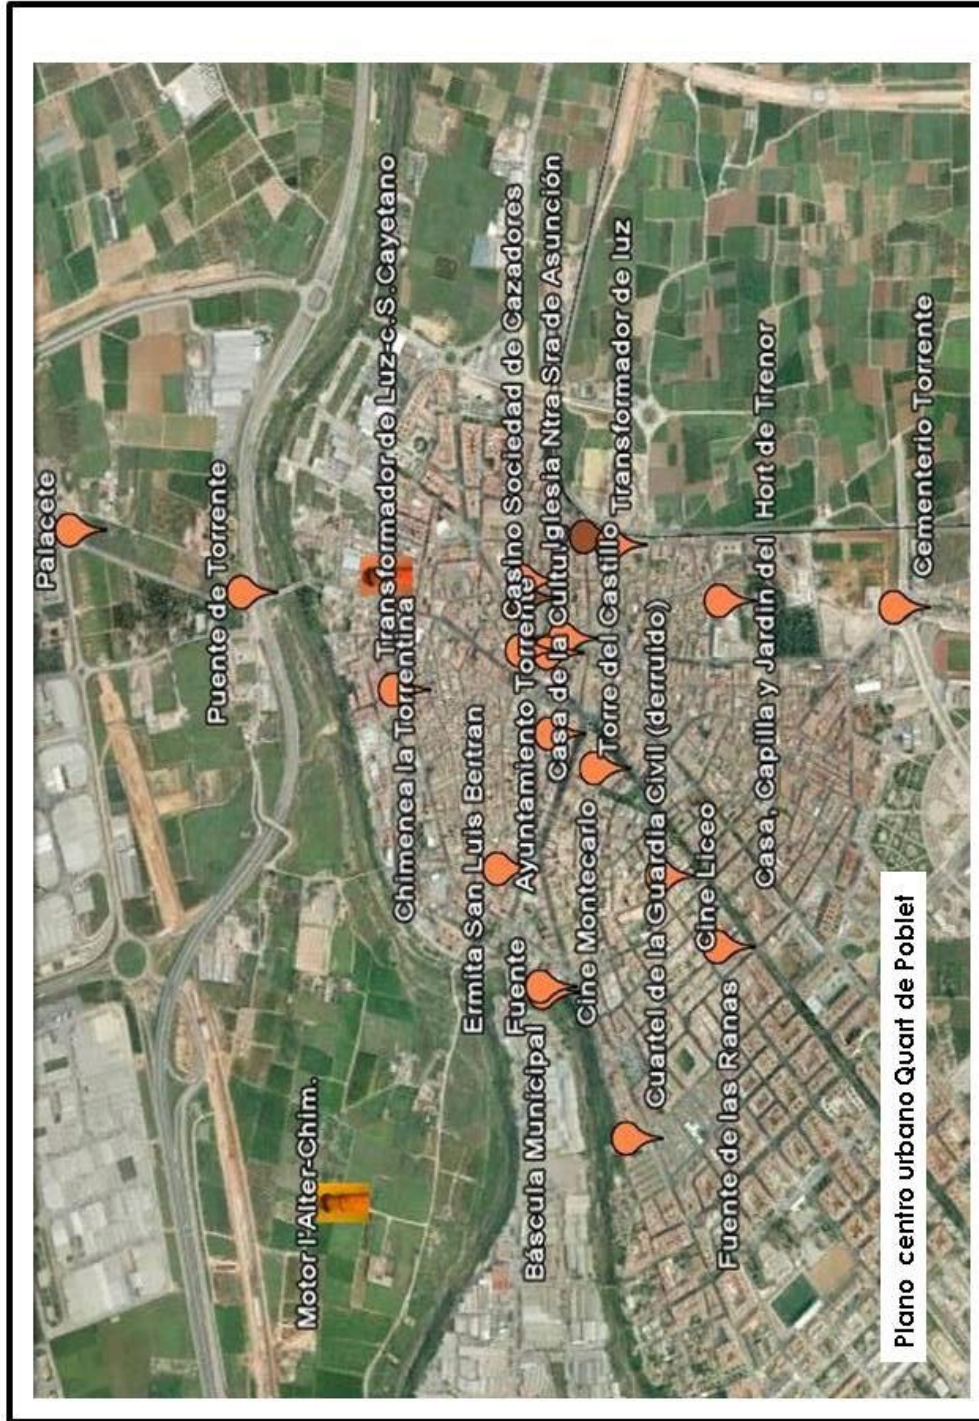 Palacete
Puente de Torrente
Motor l'Alter-Chim.
Transformador de Luz-c.S.Cayetano
Chimenea la Torrentina
Ermita San Luis Bertran
Casino Sociedad de Cazadores
Ayuntamiento Torrente
Fuente
Báscula Municipal
Iglesia Ntra Sra de Asunción
Casa de la Cultur
Cine Montecarlo
Torre del Castillo
Transformador de luz
Cuartel de la Guardia Civil (derruido)
Cine Liceo
Fuente de las Ranas
Casa, Capilla y Jardín del Hort de Trenor
Cementerio Torrente
Plano centro urbano Quart de Poblet